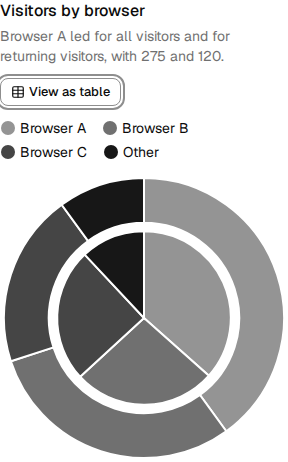 Visitors by browser
Browser A led for all visitors and for
returning visitors, with 275 and 120.
View as table
Browser A
Browser B
Browser C
Other